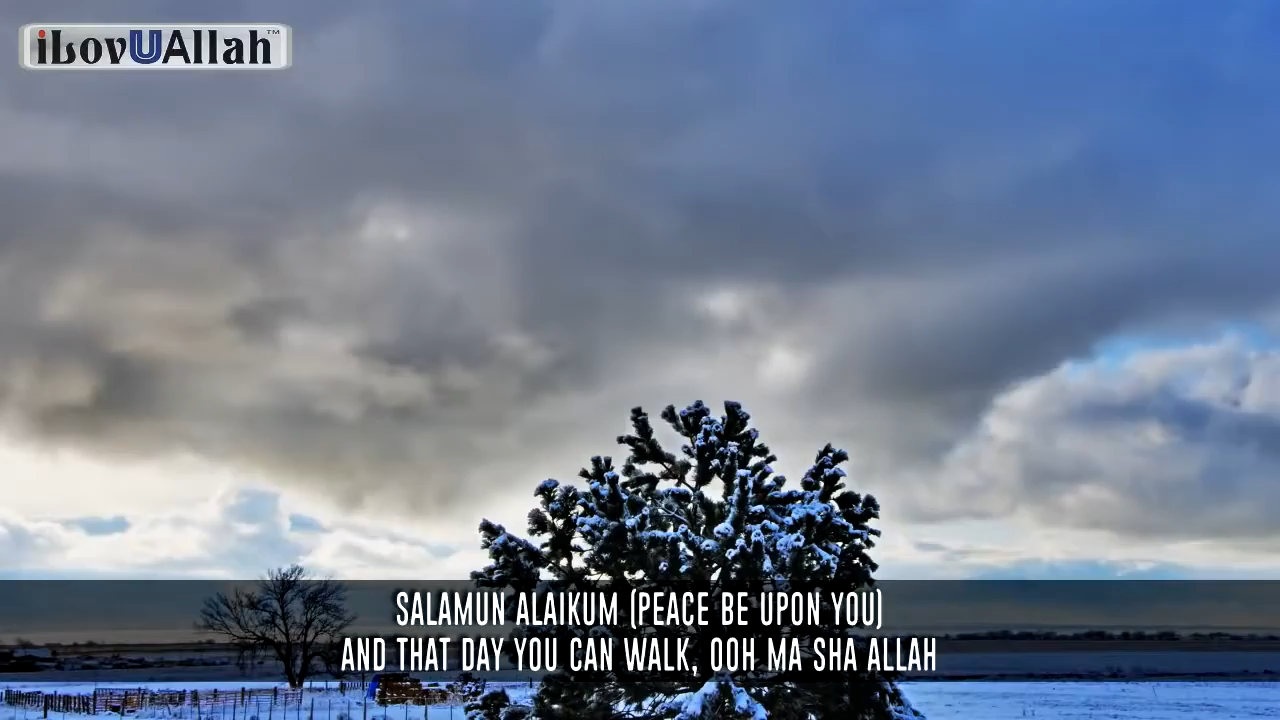 iLovUAllah™
SALAMUN ALAIKUM (PEACE BE UPON YOU)
AND THAT DAY YOU CAN WALK, OOH MA SHA ALLAH